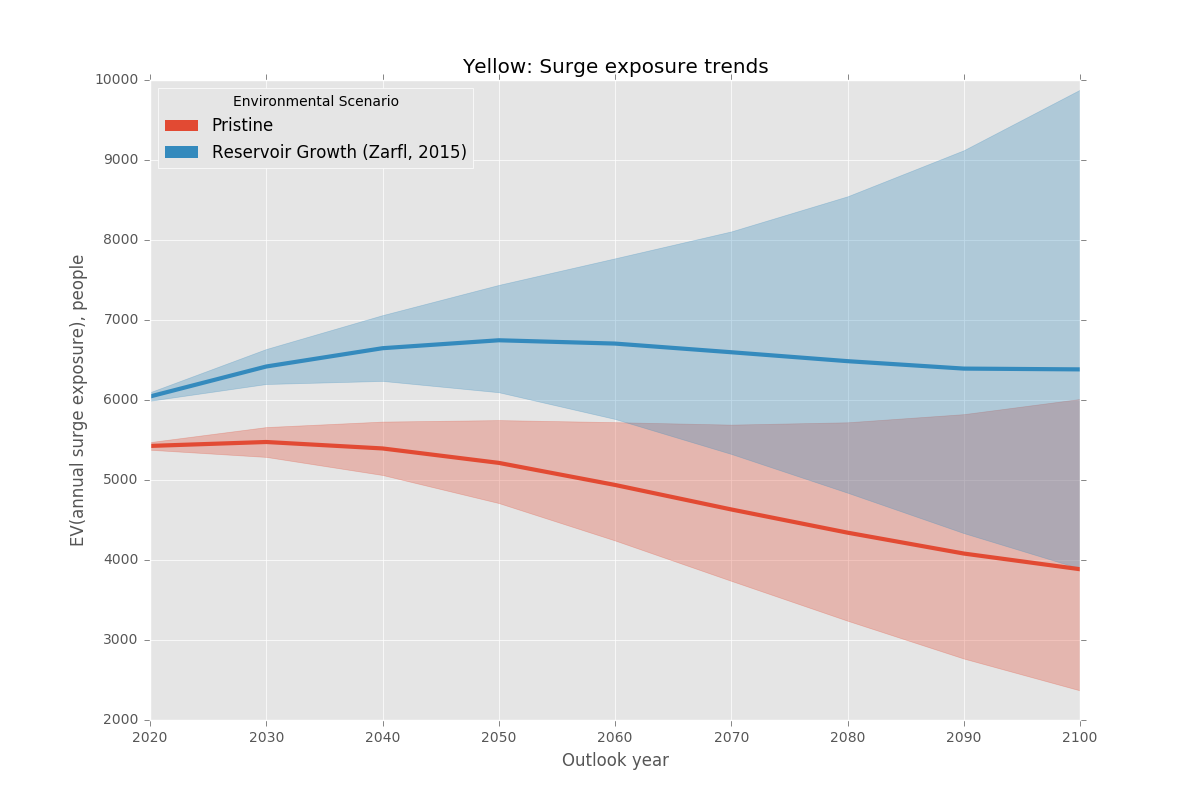 Yellow: Surge exposure trends
Environmental Scenario
Pristine
Reservoir Growth (Zarfl, 2015)
EV(annual surge exposure), people
10000
9000
8000
7000
6000
5000
4000
3000
2000
2020 2030 2040 2050 2060 2070 2080 2090 2100
Outlook year